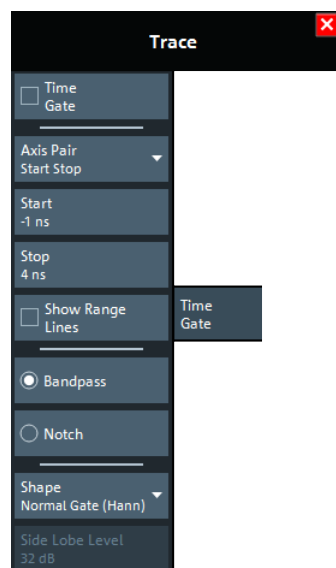 Trace
Time
Gate
Axis Pair
Start Stop
Start
-1 ns
Stop
4 ns
Show Range
Lines
Time
Gate
Bandpass
Notch
Shape
Normal Gate (Hann)
Side Lobe Level
32 dB